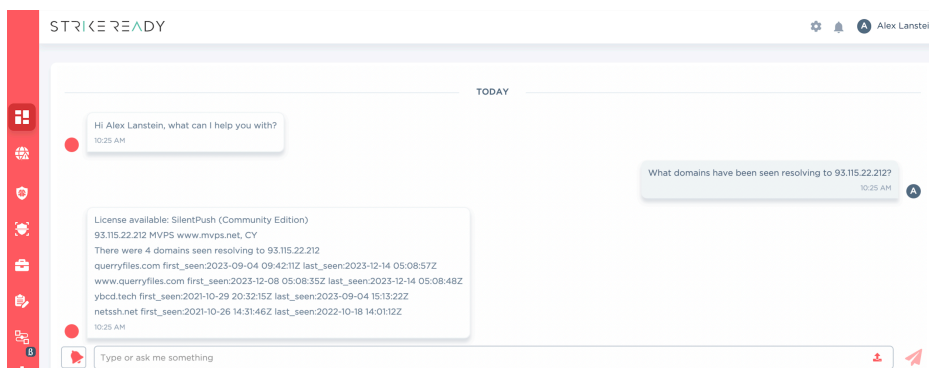 STRIKE READY
A Alex Lanstei
TODAY
Hi Alex Lanstein, what can I help you with?
10:25 AM
What domains have been seen resolving to 93.115.22.212?
10:25 AM
A
License available: SilentPush (Community Edition)
93.115.22.212 MVPS www.mvps.net, CY
There were 4 domains seen resolving to 93.115.22.212
querryfiles.com first_seen:2023-09-04 09:42:11Z last_seen:2023-12-14 05:08:57Z
www.querryfiles.com first_seen:2023-12-08 05:08:35Z last_seen:2023-12-14 05:08:48Z
ybcd.tech first_seen:2021-10-29 20:32:15Z last_seen:2023-09-04 15:13:22Z
netssh.net first_seen:2021-10-26 14:31:46Z last_seen:2022-10-18 14:01:12Z
10:25 AM
8
Type or ask me something